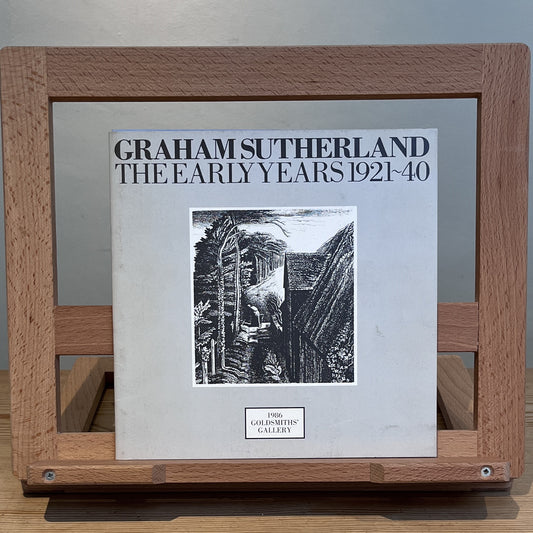 GRAHAM SUTHERLAND
THE EARLY YEARS 1921~40
1986
GOLDSMITHS'
GALLERY